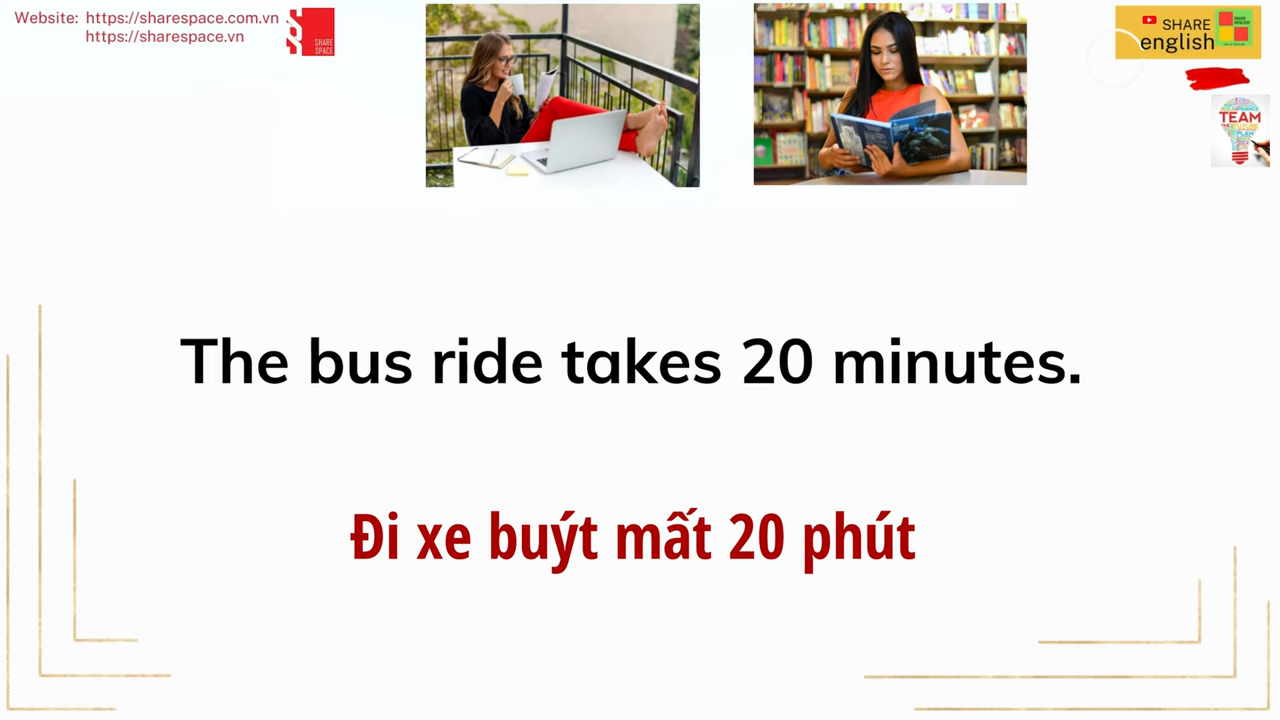 Website: https://sharespace.com.vn
https://sharespace.vn
SHARE
SPACE
SHARE
english
TEAM
PLAN
The bus ride takes 20 minutes.
Đi xe buýt mất 20 phút